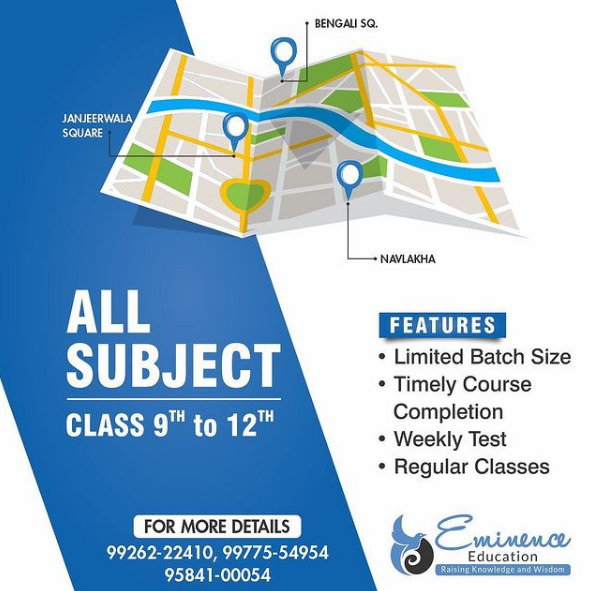 BENGALI SQ.
JANJEERWALA
SQUARE
NAVLAKHA
ALL
SUBJECT
CLASS 9TH to 12TH
FEATURES
• Limited Batch Size
• Timely Course
Completion
• Weekly Test
• Regular Classes
FOR MORE DETAILS
99262-22410, 99775-54954
95841-00054
Eminence
Education
Raising Knowledge and Wisdom